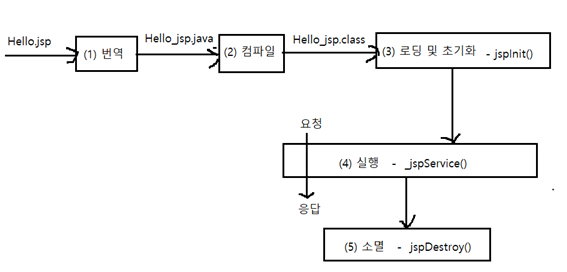 Hello.jsp
(1) 번역
Hello_jsp.java
(2) 컴파일
Hello_jsp.class
(3) 로딩 및 초기화 - jspInit()
요청
(4) 실행 - _jspService()
응답
(5) 소멸 - jspDestroy()